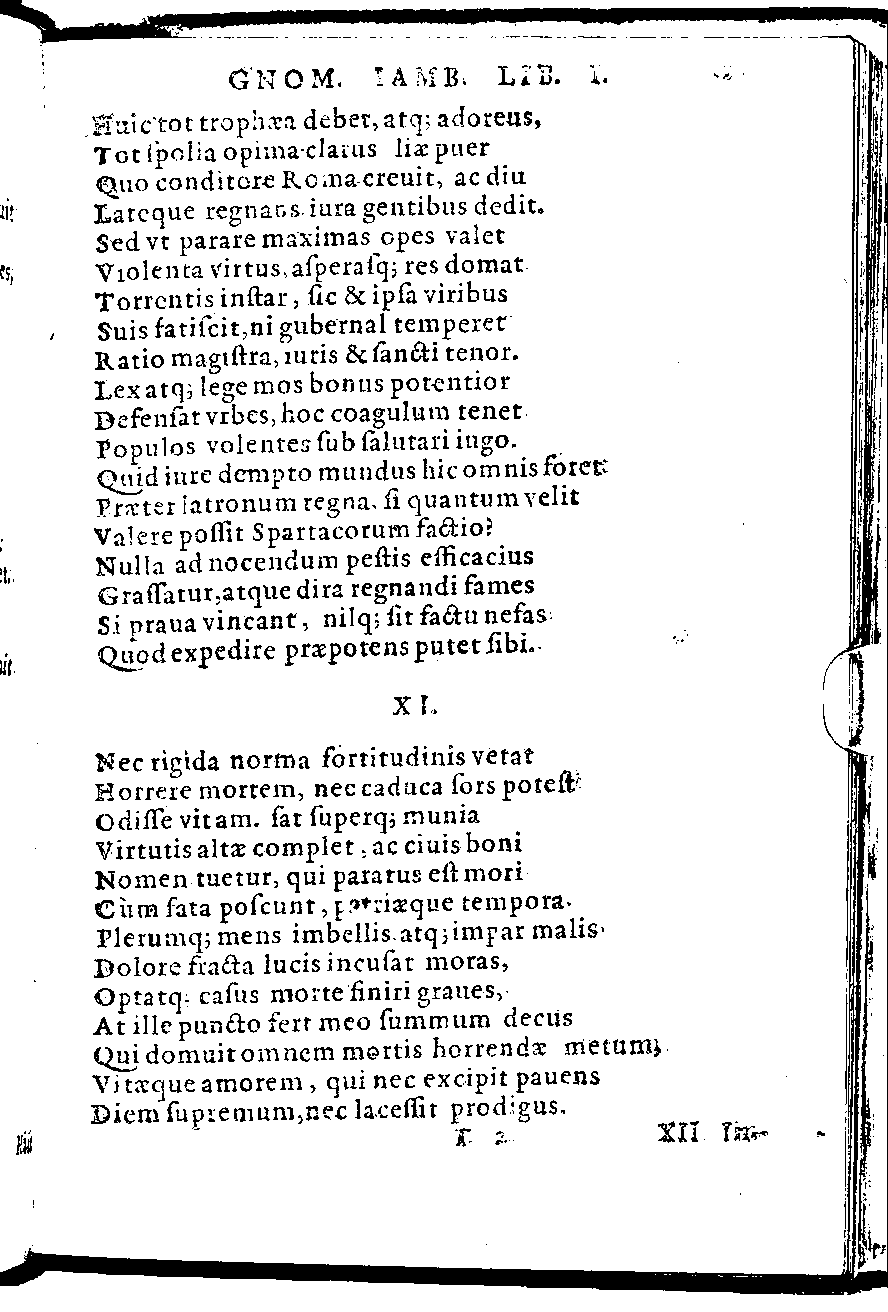 GNOM. IAMB. LIB. I.
Huic tot trophæa debet, atq; adoreus,
Tot ſpolia opima clarus Iliæ puer
Quo conditore Roma creuit, ac diu
Lateque regnans iura gentibus dedit.
Sed vt parare maximas opes valet
Violenta virtus, aſperaſq; res domat
Torrentis inſtar, ſic & ipſa viribus
Suis fatiſcit, ni gubernal temperet
Ratio magiſtra, iuris & ſancti tenor.
Lex atq; lege mos bonus potentior
Defenſat vrbes, hoc coagulum tenet
Populos volentes ſub ſalutari iugo.
Quid iure dempto mundus hic omnis foret
Præter latronum regna, ſi quantum velit
Valere poſſit Spartacorum factio?
Nulla ad nocendum peſtis efficacius
Graſſatur, atque dira regnandi fames
Si praua vincant, nilq; ſit factu nefas
Quod expedire præpotens putet ſibi.
XI.
Nec rigida norma fortitudinis vetat
Horrere mortem, nec caduca ſors poteſt
Odiſſe vitam. ſat ſuperq; munia
Virtutis altæ complet, ac ciuis boni
Nomen tuetur, qui paratus eſt mori
Cùm fata poſcunt, patriæque tempora.
Plerumq; mens imbellis atq; impar malis
Dolore fracta lucis incuſat moras,
Optatq; caſus morte finiri graues,
At ille puncto fert meo ſummum decus
Qui domuit omnem mortis horrendæ metum,
Vitæque amorem, qui nec excipit pauens
Diem ſupremum, nec laceſſit prodigus.
2
XII